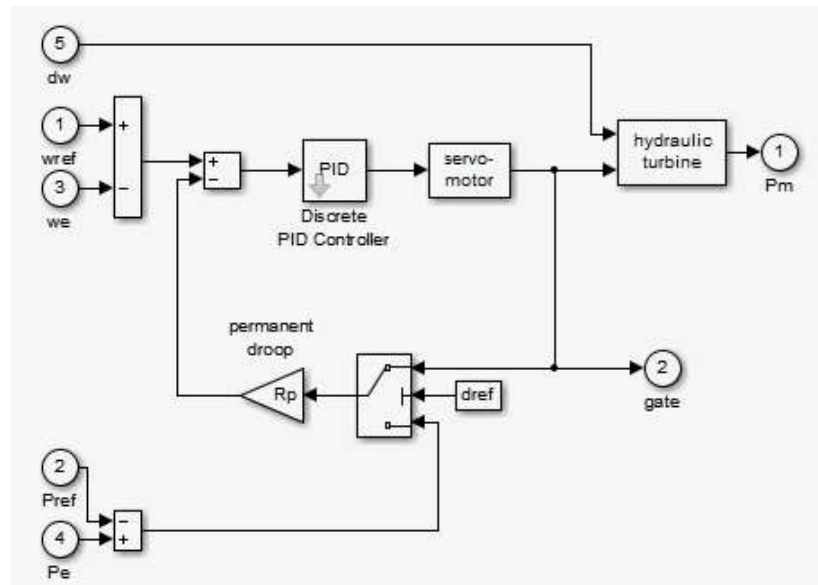 5
dw
1
wref
3
we
+
−
+
−
PID
Discrete
PID Controller
servo-
motor
hydraulic
turbine
1
Pm
permanent
droop
Rp
dref
2
gate
2
Pref
4
Pe
−
+